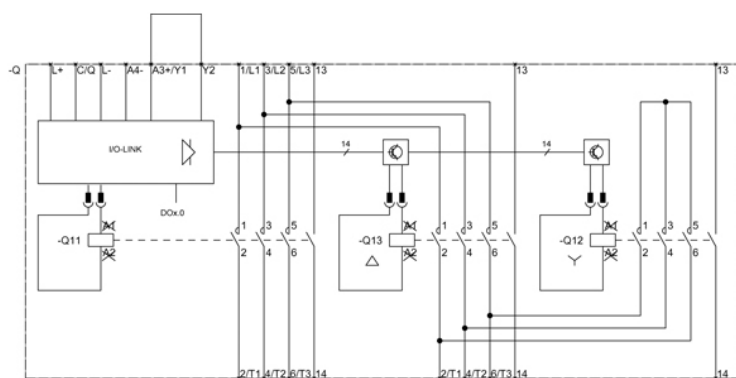 -Q L+ C/Q L- A4- A3+/Y1 Y2 1/L1 3/L2 5/L3 13 13 13
I/O-LINK 14 14
DOx.0
-Q11 A1 A2 1 2 3 4 5 6
-Q13 A1 A2 1 2 3 4 5 6
-Q12 A1 A2 1 2 3 4 5 6
2/T1 4/T2 6/T3 14 2/T1 4/T2 6/T3 14 14